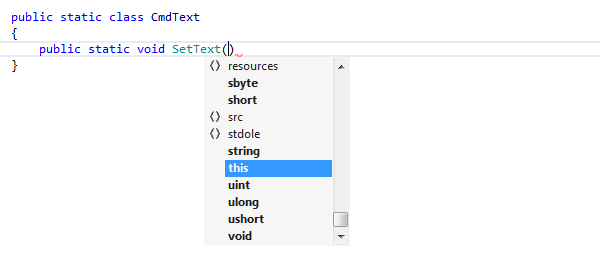 public static class CmdText
{
public static void SetText()
}
<> resources
sbyte
short
<> src
<> stdole
string
this
uint
ulong
ushort
void